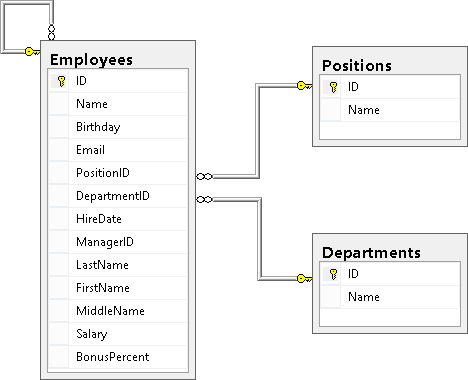 Employees
ID
Name
Birthday
Email
PositionID
DepartmentID
HireDate
ManagerID
LastName
FirstName
MiddleName
Salary
BonusPercent
Positions
ID
Name
Departments
ID
Name